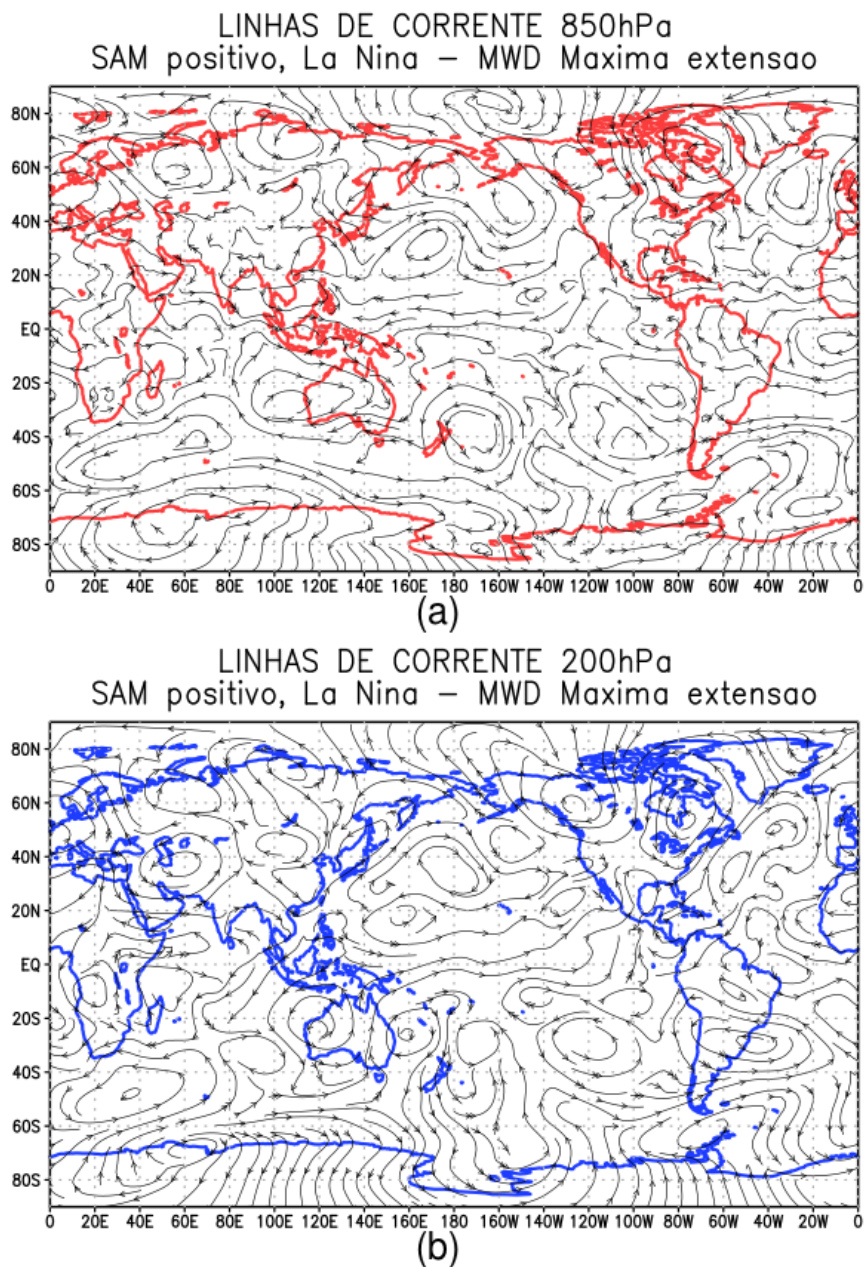 LINHAS DE CORRENTE 850hPa
SAM positivo, La Nina – MWD Maxima extensao
80N
60N
40N
20N
EQ
20S
40S
60S
80S
0 20E 40E 60E 80E 100E 120E 140E 160E 180 160W 140W 120W 100W 80W 60W 40W 20W 0
(a)
LINHAS DE CORRENTE 200hPa
SAM positivo, La Nina – MWD Maxima extensao
80N
60N
40N
20N
EQ
20S
40S
60S
80S
0 20E 40E 60E 80E 100E 120E 140E 160E 180 160W 140W 120W 100W 80W 60W 40W 20W 0
(b)